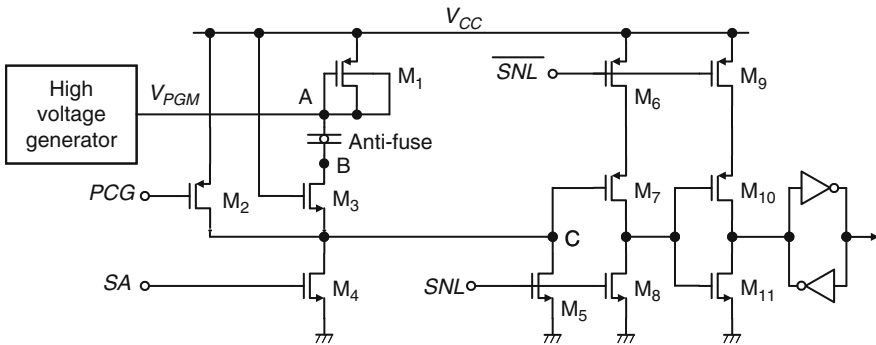 V_CC
High
voltage
generator
V_PGM
A
M_1
Anti-fuse
B
PCG
M_2
M_3
SA
M_4
C
SNL
M_5
\overline{SNL}
M_6
M_7
M_8
M_9
M_10
M_11